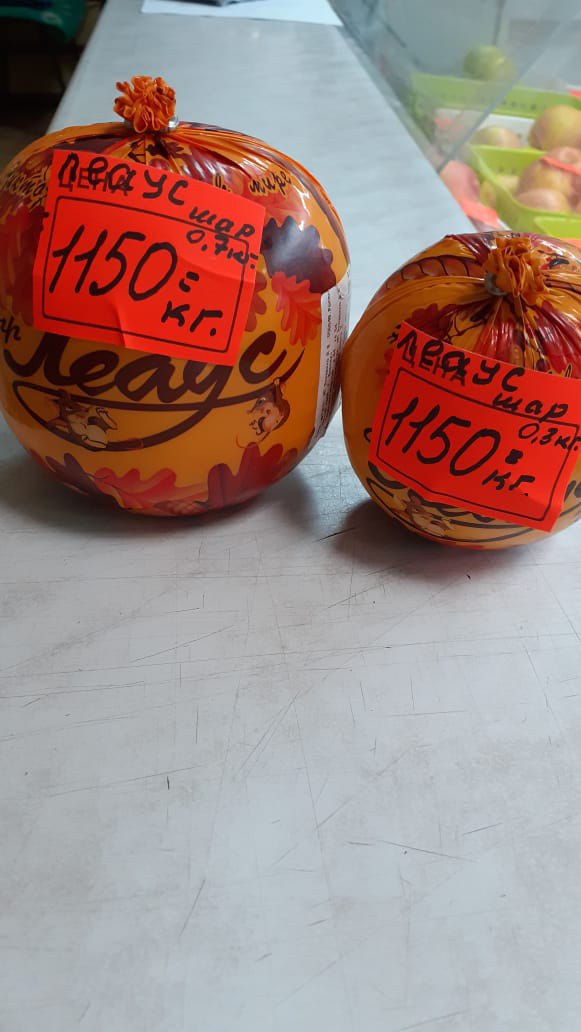 ЦЕНА
Леаус
шар
0,7кг
1150=
кг.
Леаус
ЦЕНА
Леаус
шар
0,3кг.
1150=
кг.